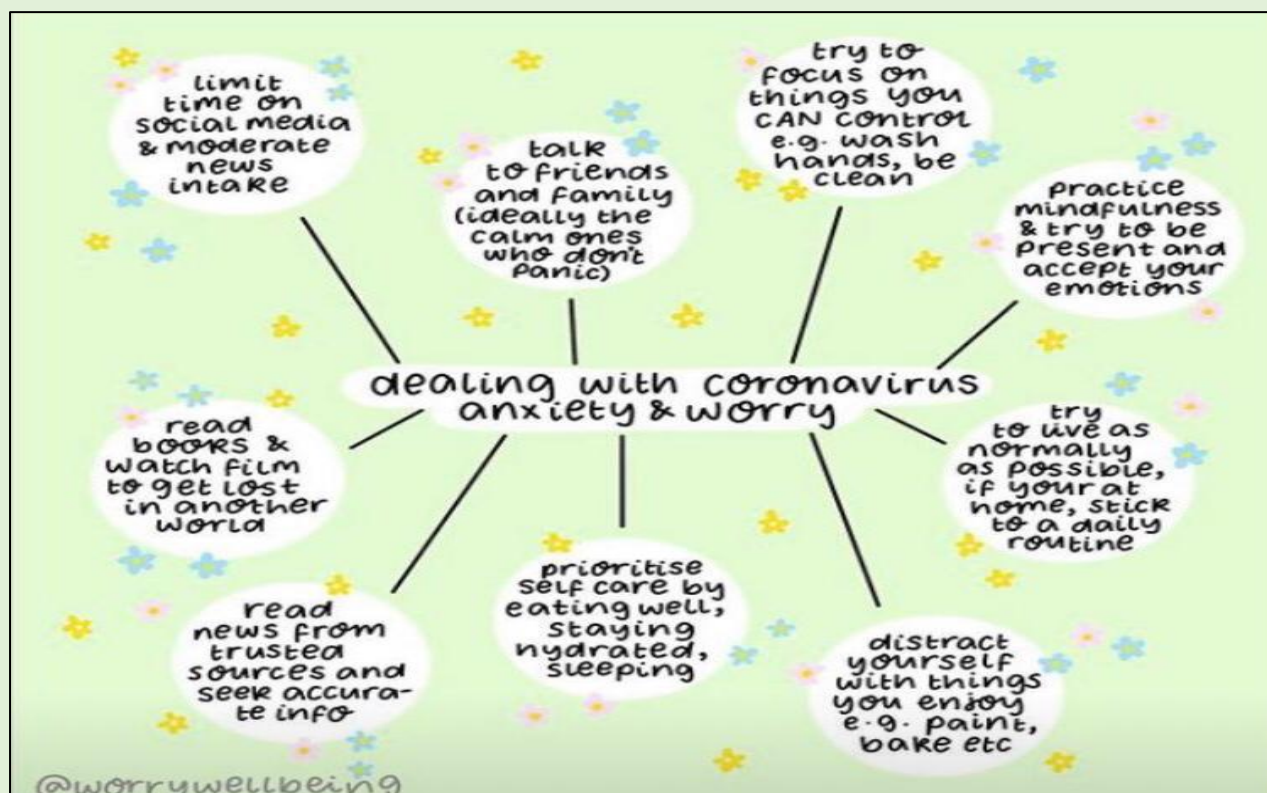 limit
time on
social media
& moderate
news
intake
talk
to friends
and family
(ideally the
calm ones
who don't
panic)
try to
focus on
things you
CAN control
e.g. wash
hands, be
clean
practice
mindfulness
& try to be
present and
accept your
emotions
dealing with coronavirus
anxiety & worry
read
books &
watch film
to get lost
in another
world
try
to live as
normally
as possible,
if your at
home, stick
to a daily
routine
read
news from
trusted
sources and
seek accura-
te info
prioritise
self care by
eating well,
staying
hydrated,
sleeping
distract
yourself
with things
you enjoy
e.g. paint,
bake etc
@worrywellbeing